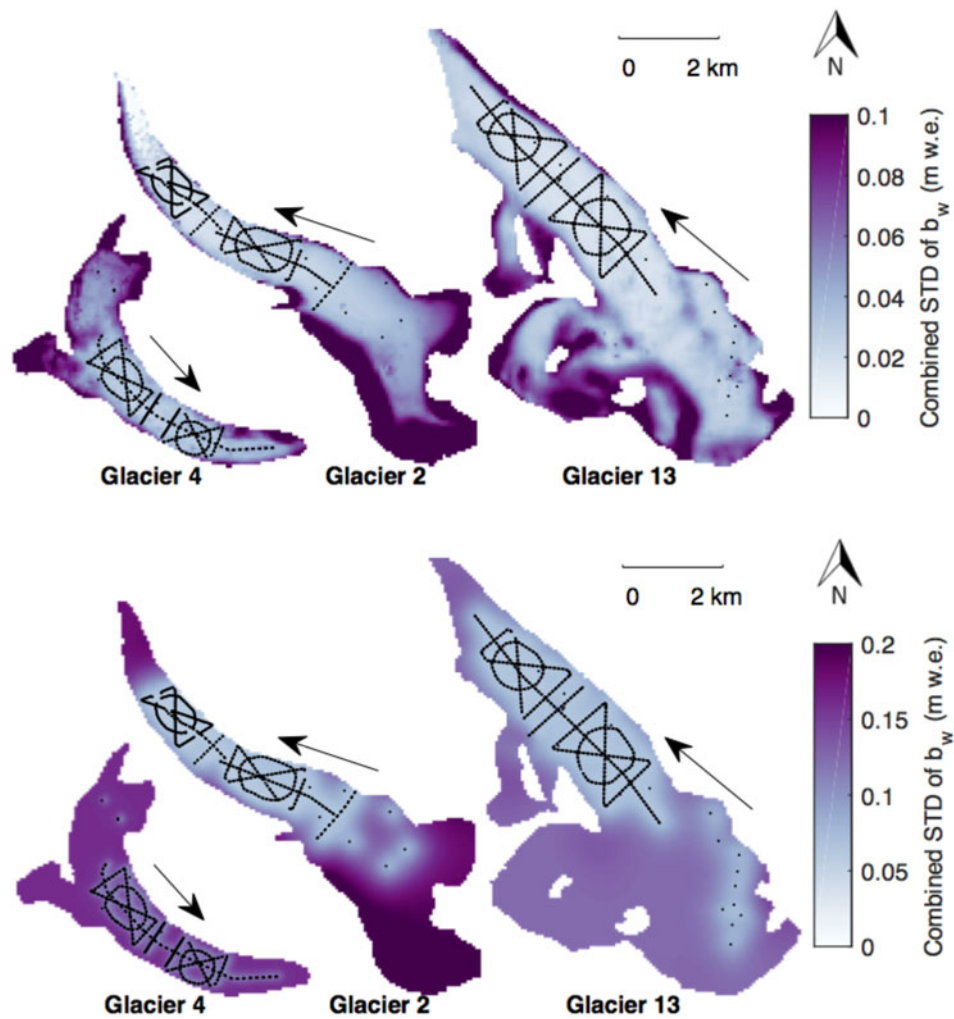 0 2 km
N
0.1
0.08
0.06
0.04
0.02
0
Combined STD of b_w (m w.e.)
Glacier 4 Glacier 2 Glacier 13
0 2 km
N
0.2
0.15
0.1
0.05
0
Combined STD of b_w (m w.e.)
Glacier 4 Glacier 2 Glacier 13